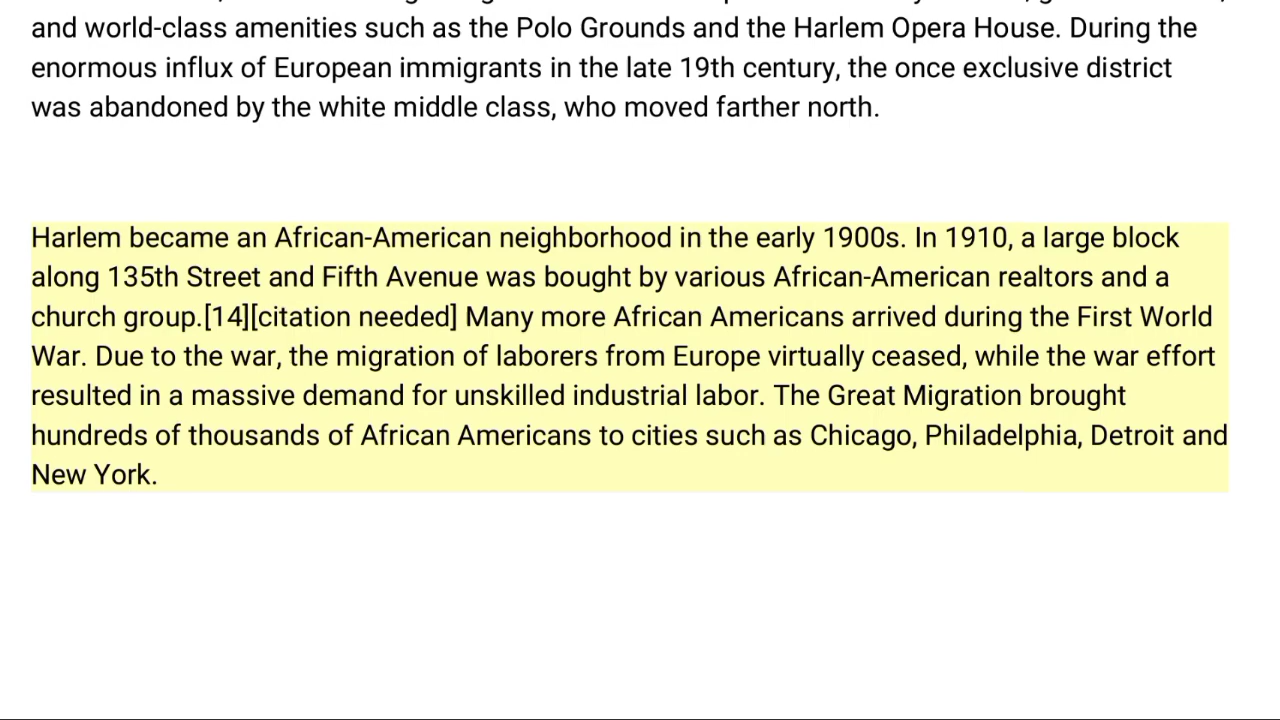 and world-class amenities such as the Polo Grounds and the Harlem Opera House. During the
enormous influx of European immigrants in the late 19th century, the once exclusive district
was abandoned by the white middle class, who moved farther north.
Harlem became an African-American neighborhood in the early 1900s. In 1910, a large block
along 135th Street and Fifth Avenue was bought by various African-American realtors and a
church group.[14][citation needed] Many more African Americans arrived during the First World
War. Due to the war, the migration of laborers from Europe virtually ceased, while the war effort
resulted in a massive demand for unskilled industrial labor. The Great Migration brought
hundreds of thousands of African Americans to cities such as Chicago, Philadelphia, Detroit and
New York.